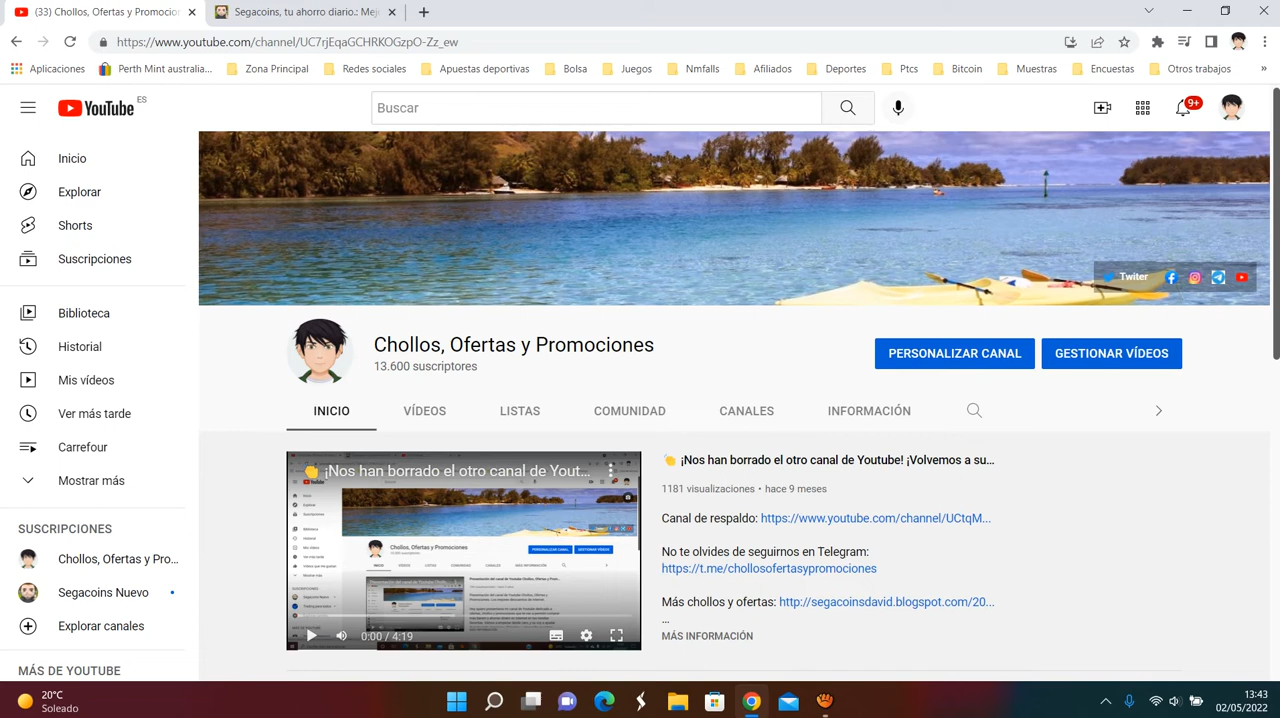 (33) Chollos, Ofertas y Promocion
Segacoins, tu ahorro diario.: Mej
https://www.youtube.com/channel/UC7rjEqaGCHRKOGzpO-Zz_ew
Aplicaciones
Perth Mint australia...
Zona Principal
Redes sociales
Apuestas deportivas
Bolsa
Juegos
Nmills
Afiliados
Deportes
Ptcs
Bitcoin
Muestras
Encuestas
Otros trabajos
»
YouTube ES
Buscar
9+
Inicio
Explorar
Shorts
Suscripciones
Biblioteca
Historial
Mis vídeos
Ver más tarde
Carrefour
Mostrar más
SUSCRIPCIONES
Chollos, Ofertas y Pro...
Segacoins Nuevo
Explorar canales
MÁS DE YOUTUBE
Twiter
Chollos, Ofertas y Promociones
13.600 suscriptores
PERSONALIZAR CANAL
GESTIONAR VÍDEOS
INICIO
VÍDEOS
LISTAS
COMUNIDAD
CANALES
INFORMACIÓN
¡Nos han borrado el otro canal de Yout...
Chollos, Ofertas y Promociones
0:00 / 4:19
¡Nos han borrado el otro canal de Youtube! ¡Volvemos a su...
1181 visualizaciones • hace 9 meses
Canal de respaldo: https://www.youtube.com/channel/UCtqM...
No te olvides de seguirnos en Telegram:
https://t.me/chollosofertasypromociones
Más chollos y ofertas: http://segacoinsdavid.blogspot.com/20...
...
MÁS INFORMACIÓN
20°C
Soleado
13:43
02/05/2022